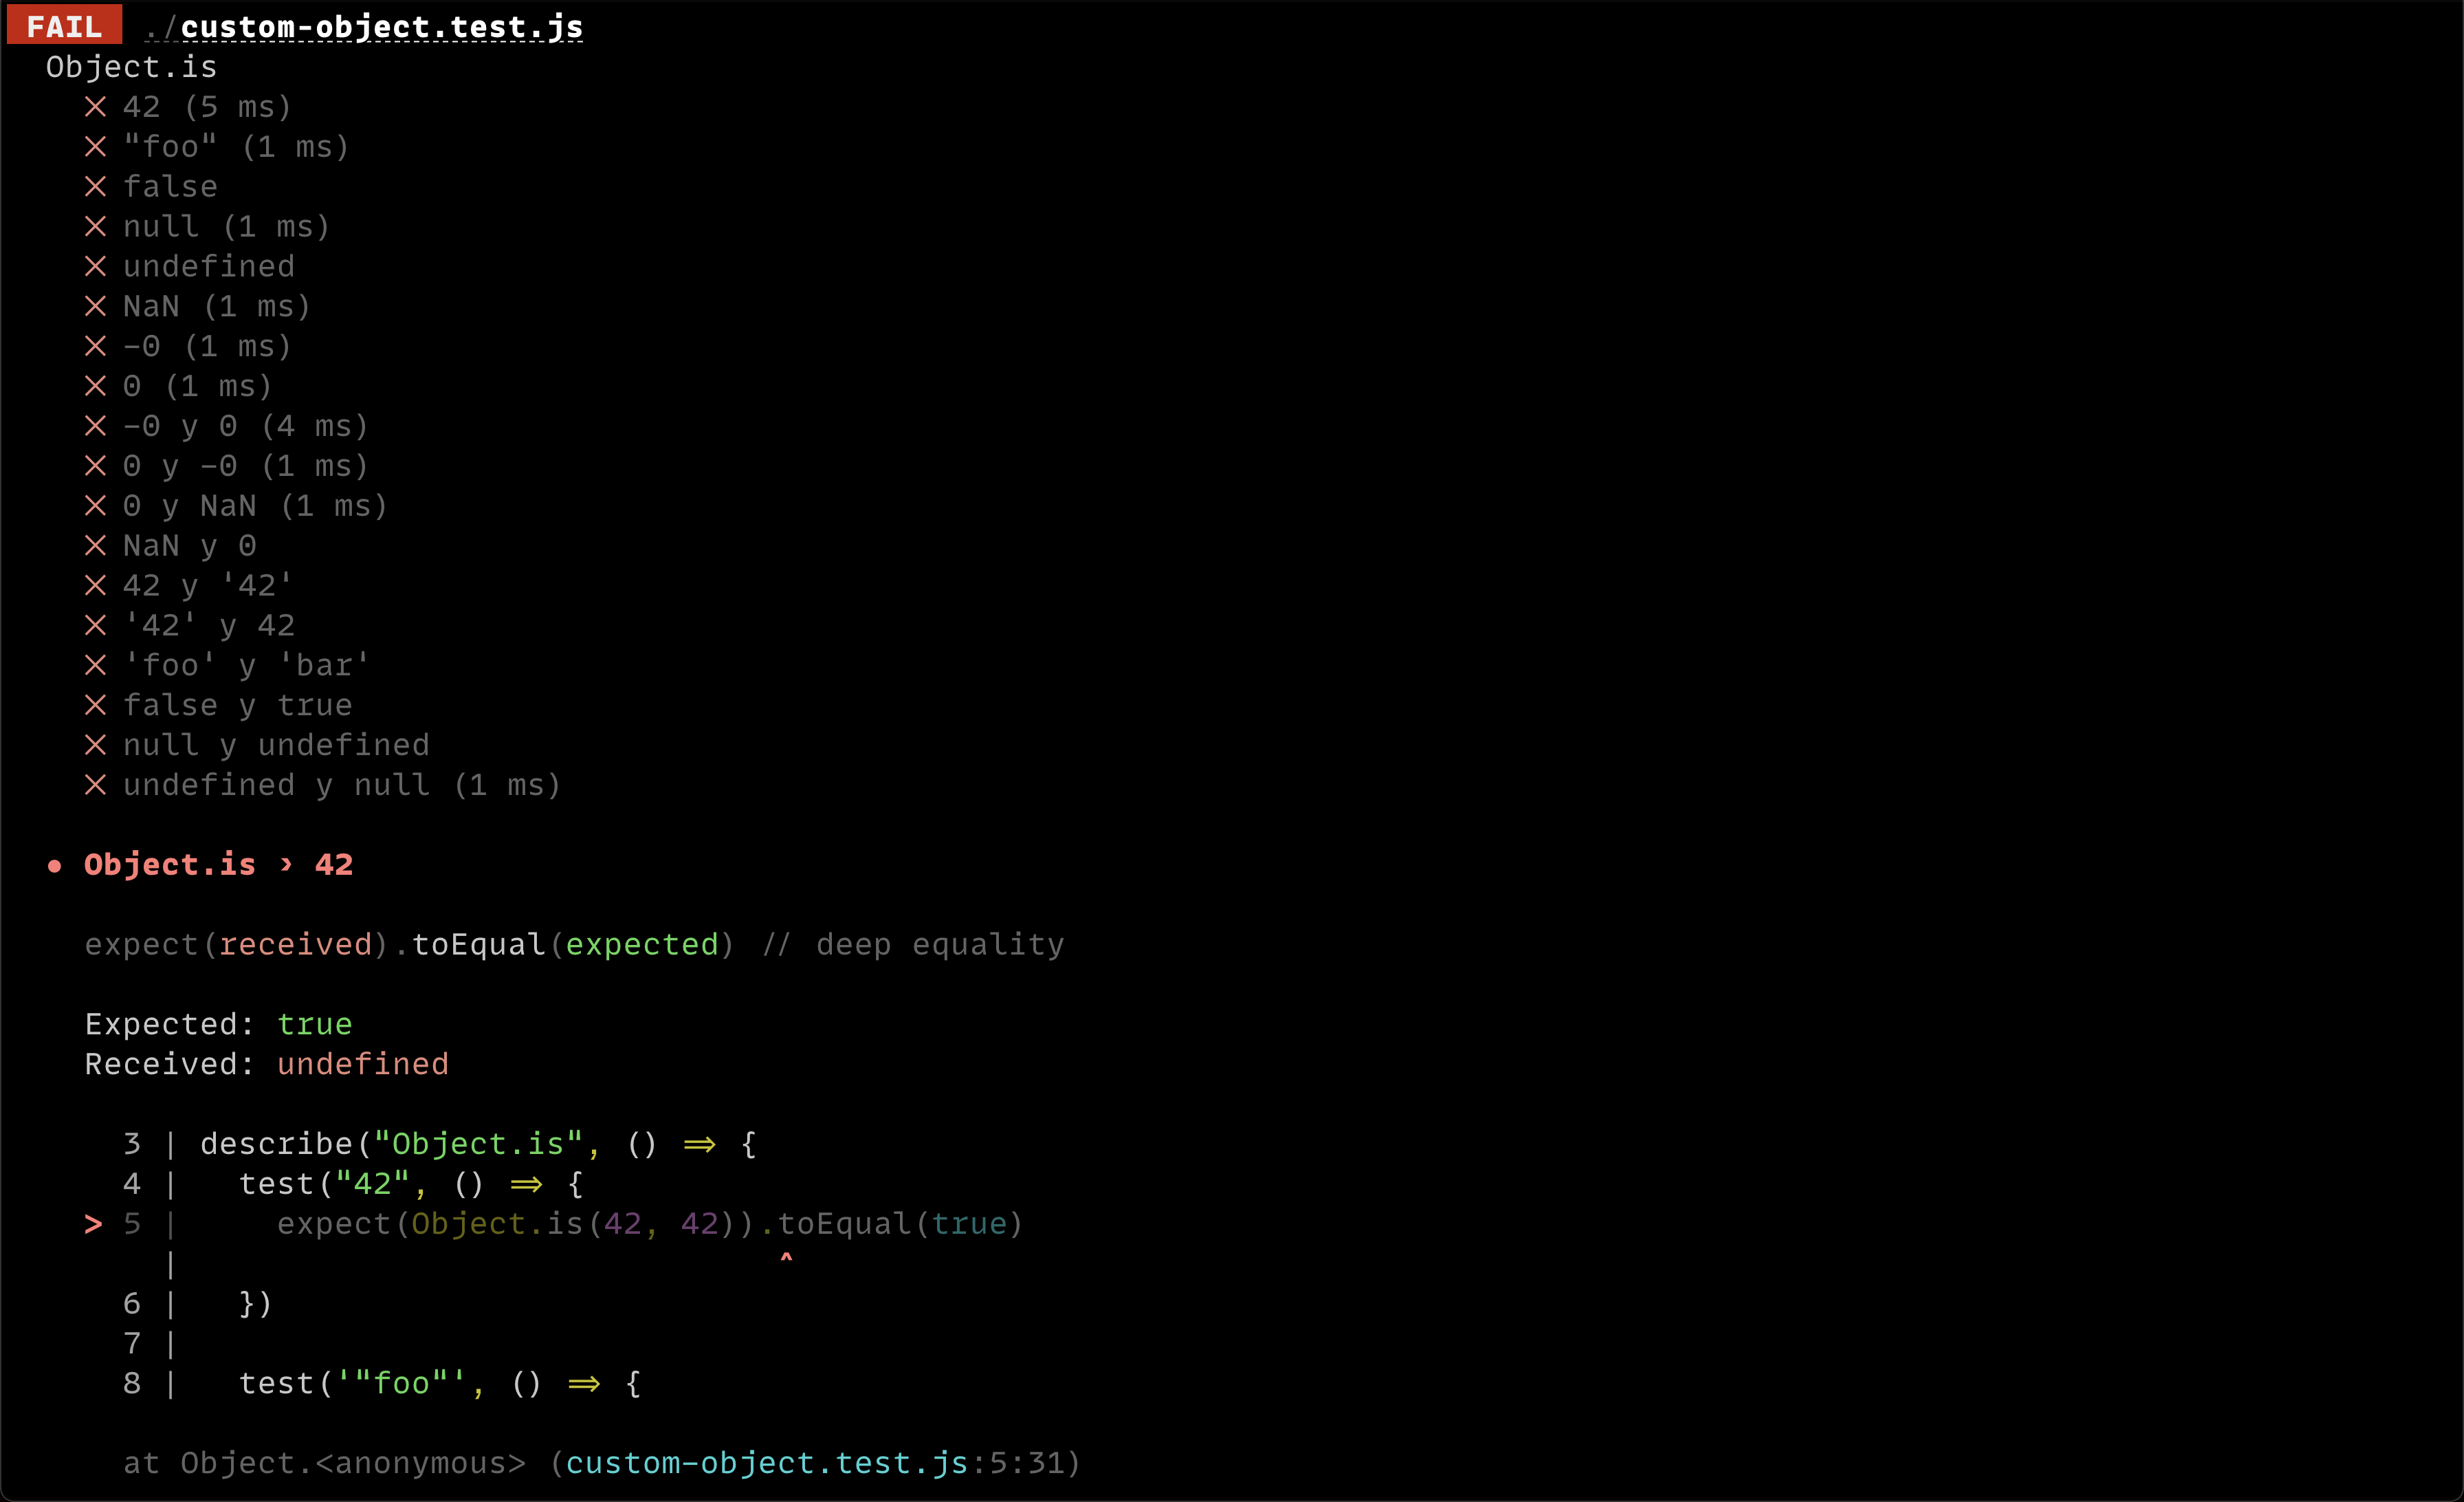 FAIL ./custom-object.test.js
Object.is
✕ 42 (5 ms)
✕ "foo" (1 ms)
✕ false
✕ null (1 ms)
✕ undefined
✕ NaN (1 ms)
✕ -0 (1 ms)
✕ 0 (1 ms)
✕ -0 y 0 (4 ms)
✕ 0 y -0 (1 ms)
✕ 0 y NaN (1 ms)
✕ NaN y 0
✕ 42 y '42'
✕ '42' y 42
✕ 'foo' y 'bar'
✕ false y true
✕ null y undefined
✕ undefined y null (1 ms)
● Object.is › 42
expect(received).toEqual(expected) // deep equality
Expected: true
Received: undefined
3 | describe("Object.is", () => {
4 |   test("42", () => {
> 5 |     expect(Object.is(42, 42)).toEqual(true)
|                               ^
6 |   })
7 |
8 |   test('"foo"', () => {
at Object.<anonymous> (custom-object.test.js:5:31)